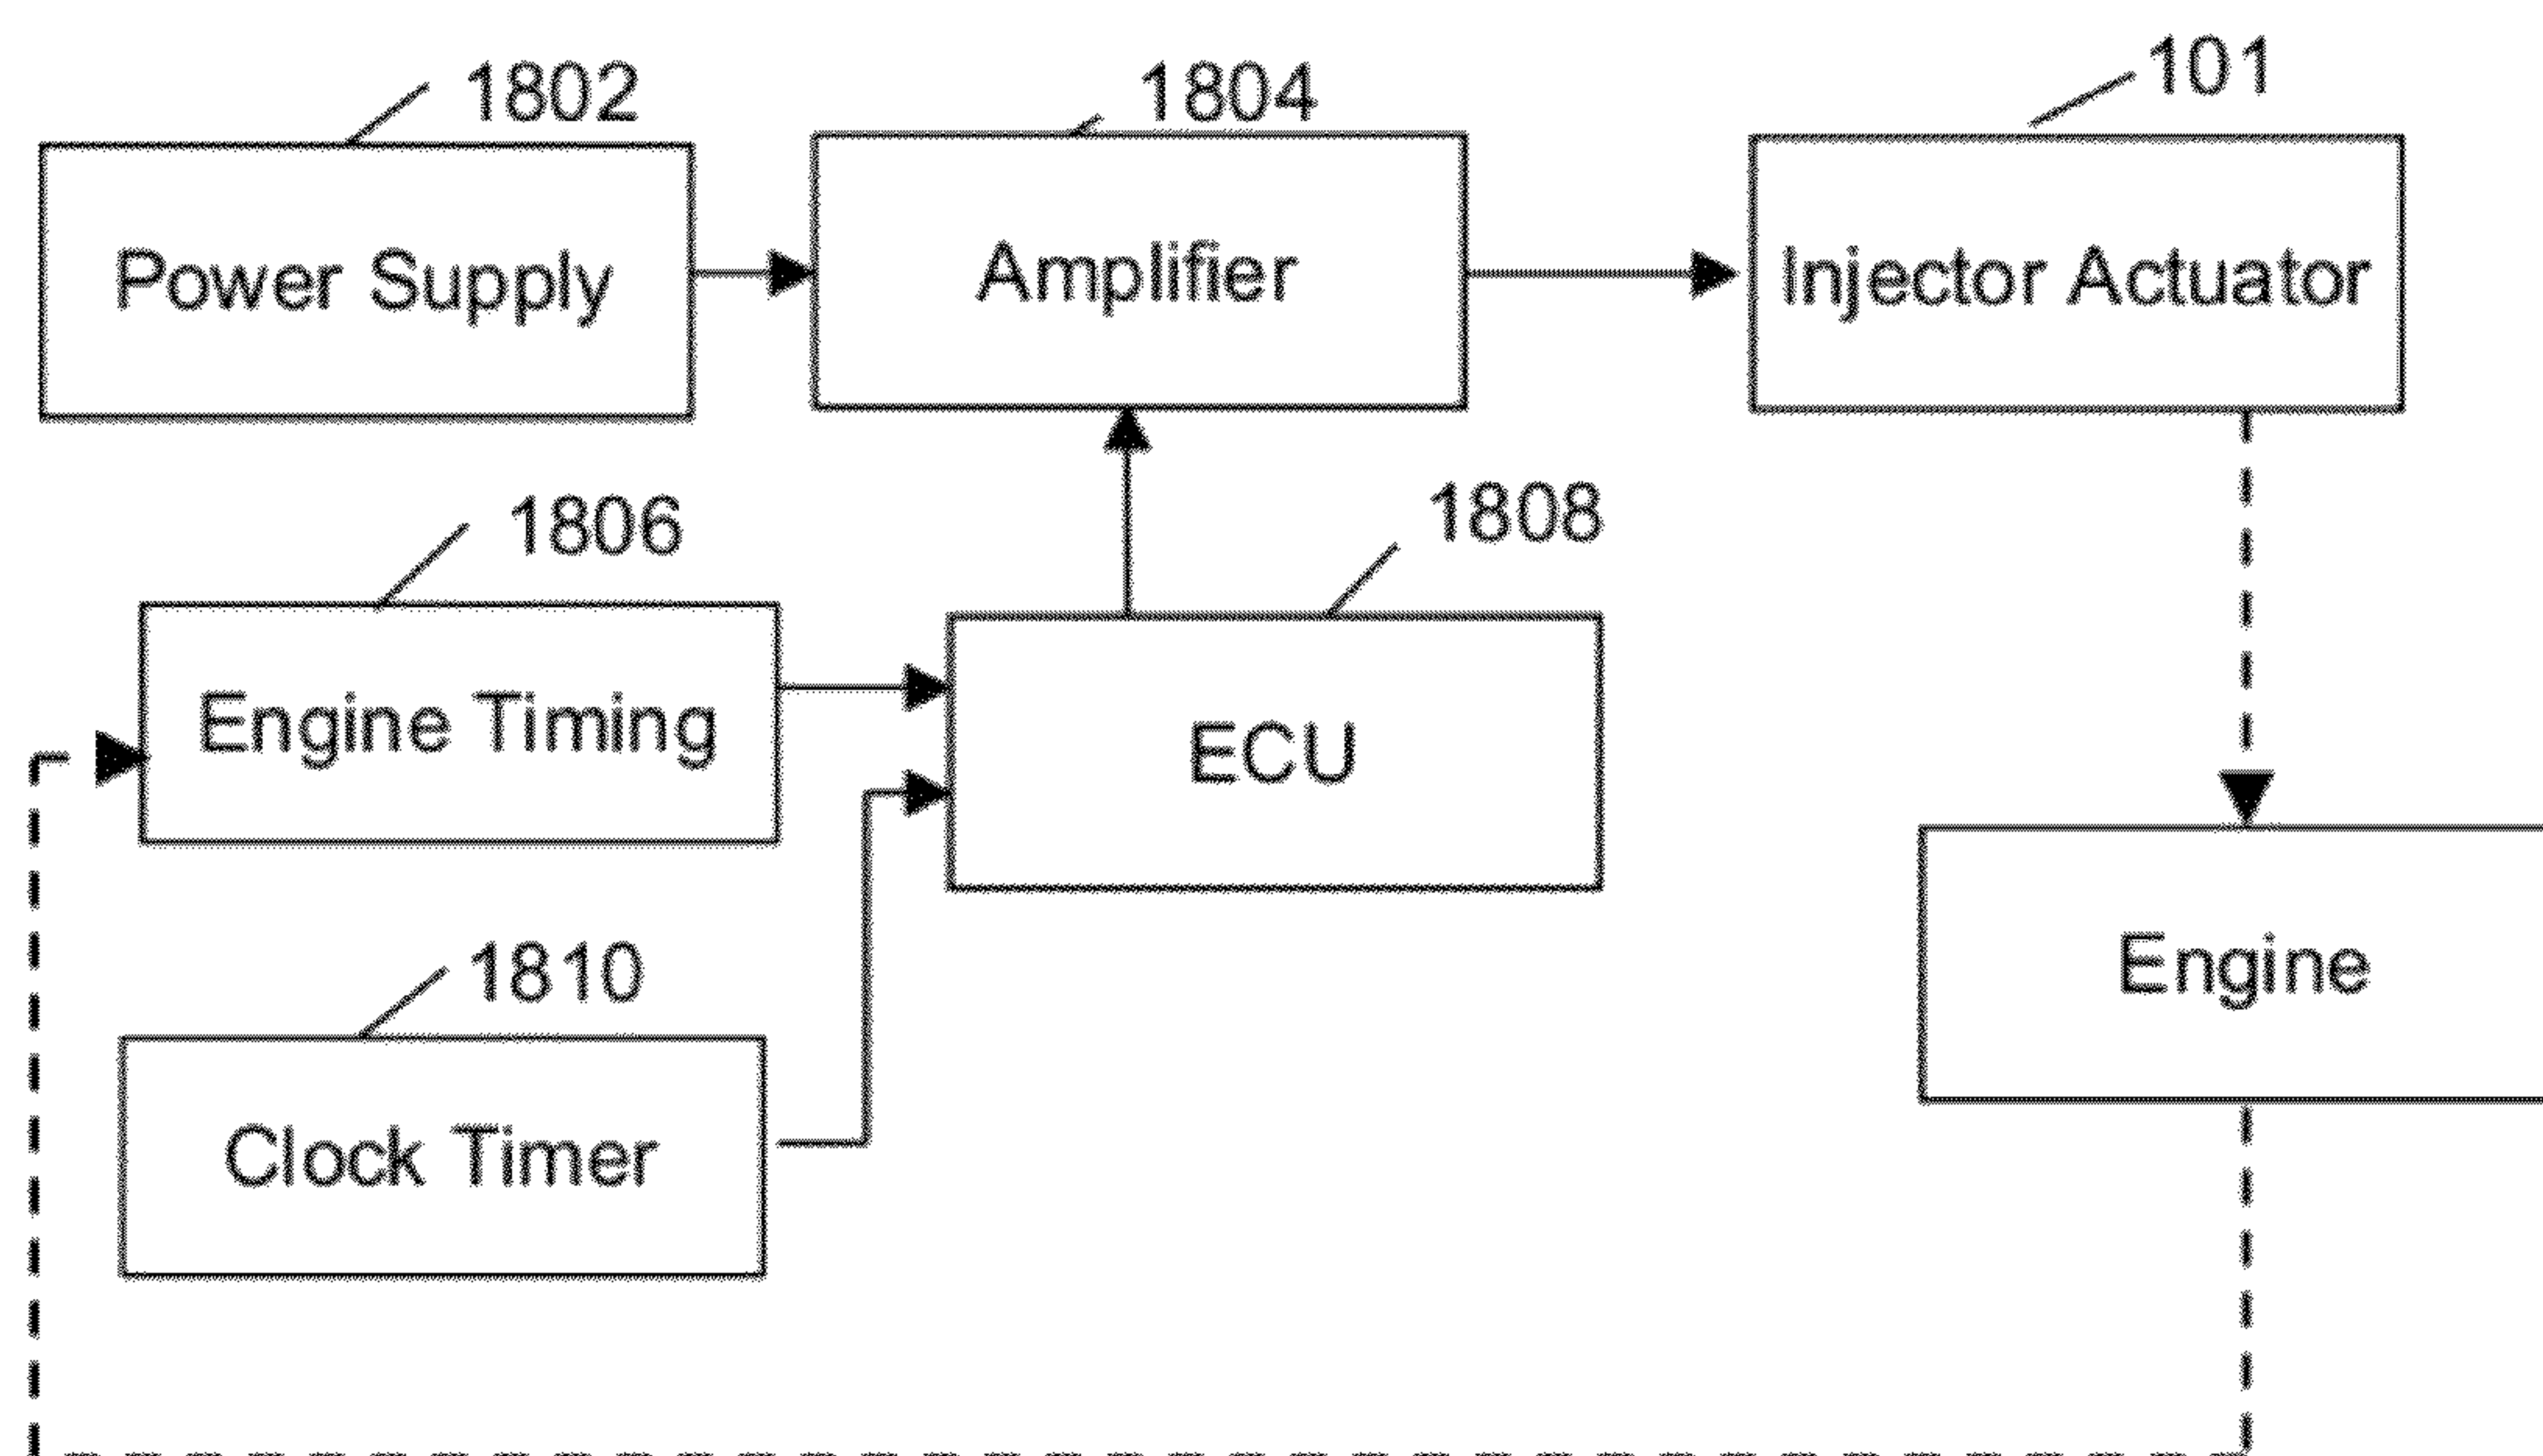 1802
1804
101
Power Supply
Amplifier
Injector Actuator
1806
1808
Engine Timing
ECU
1810
Engine
Clock Timer